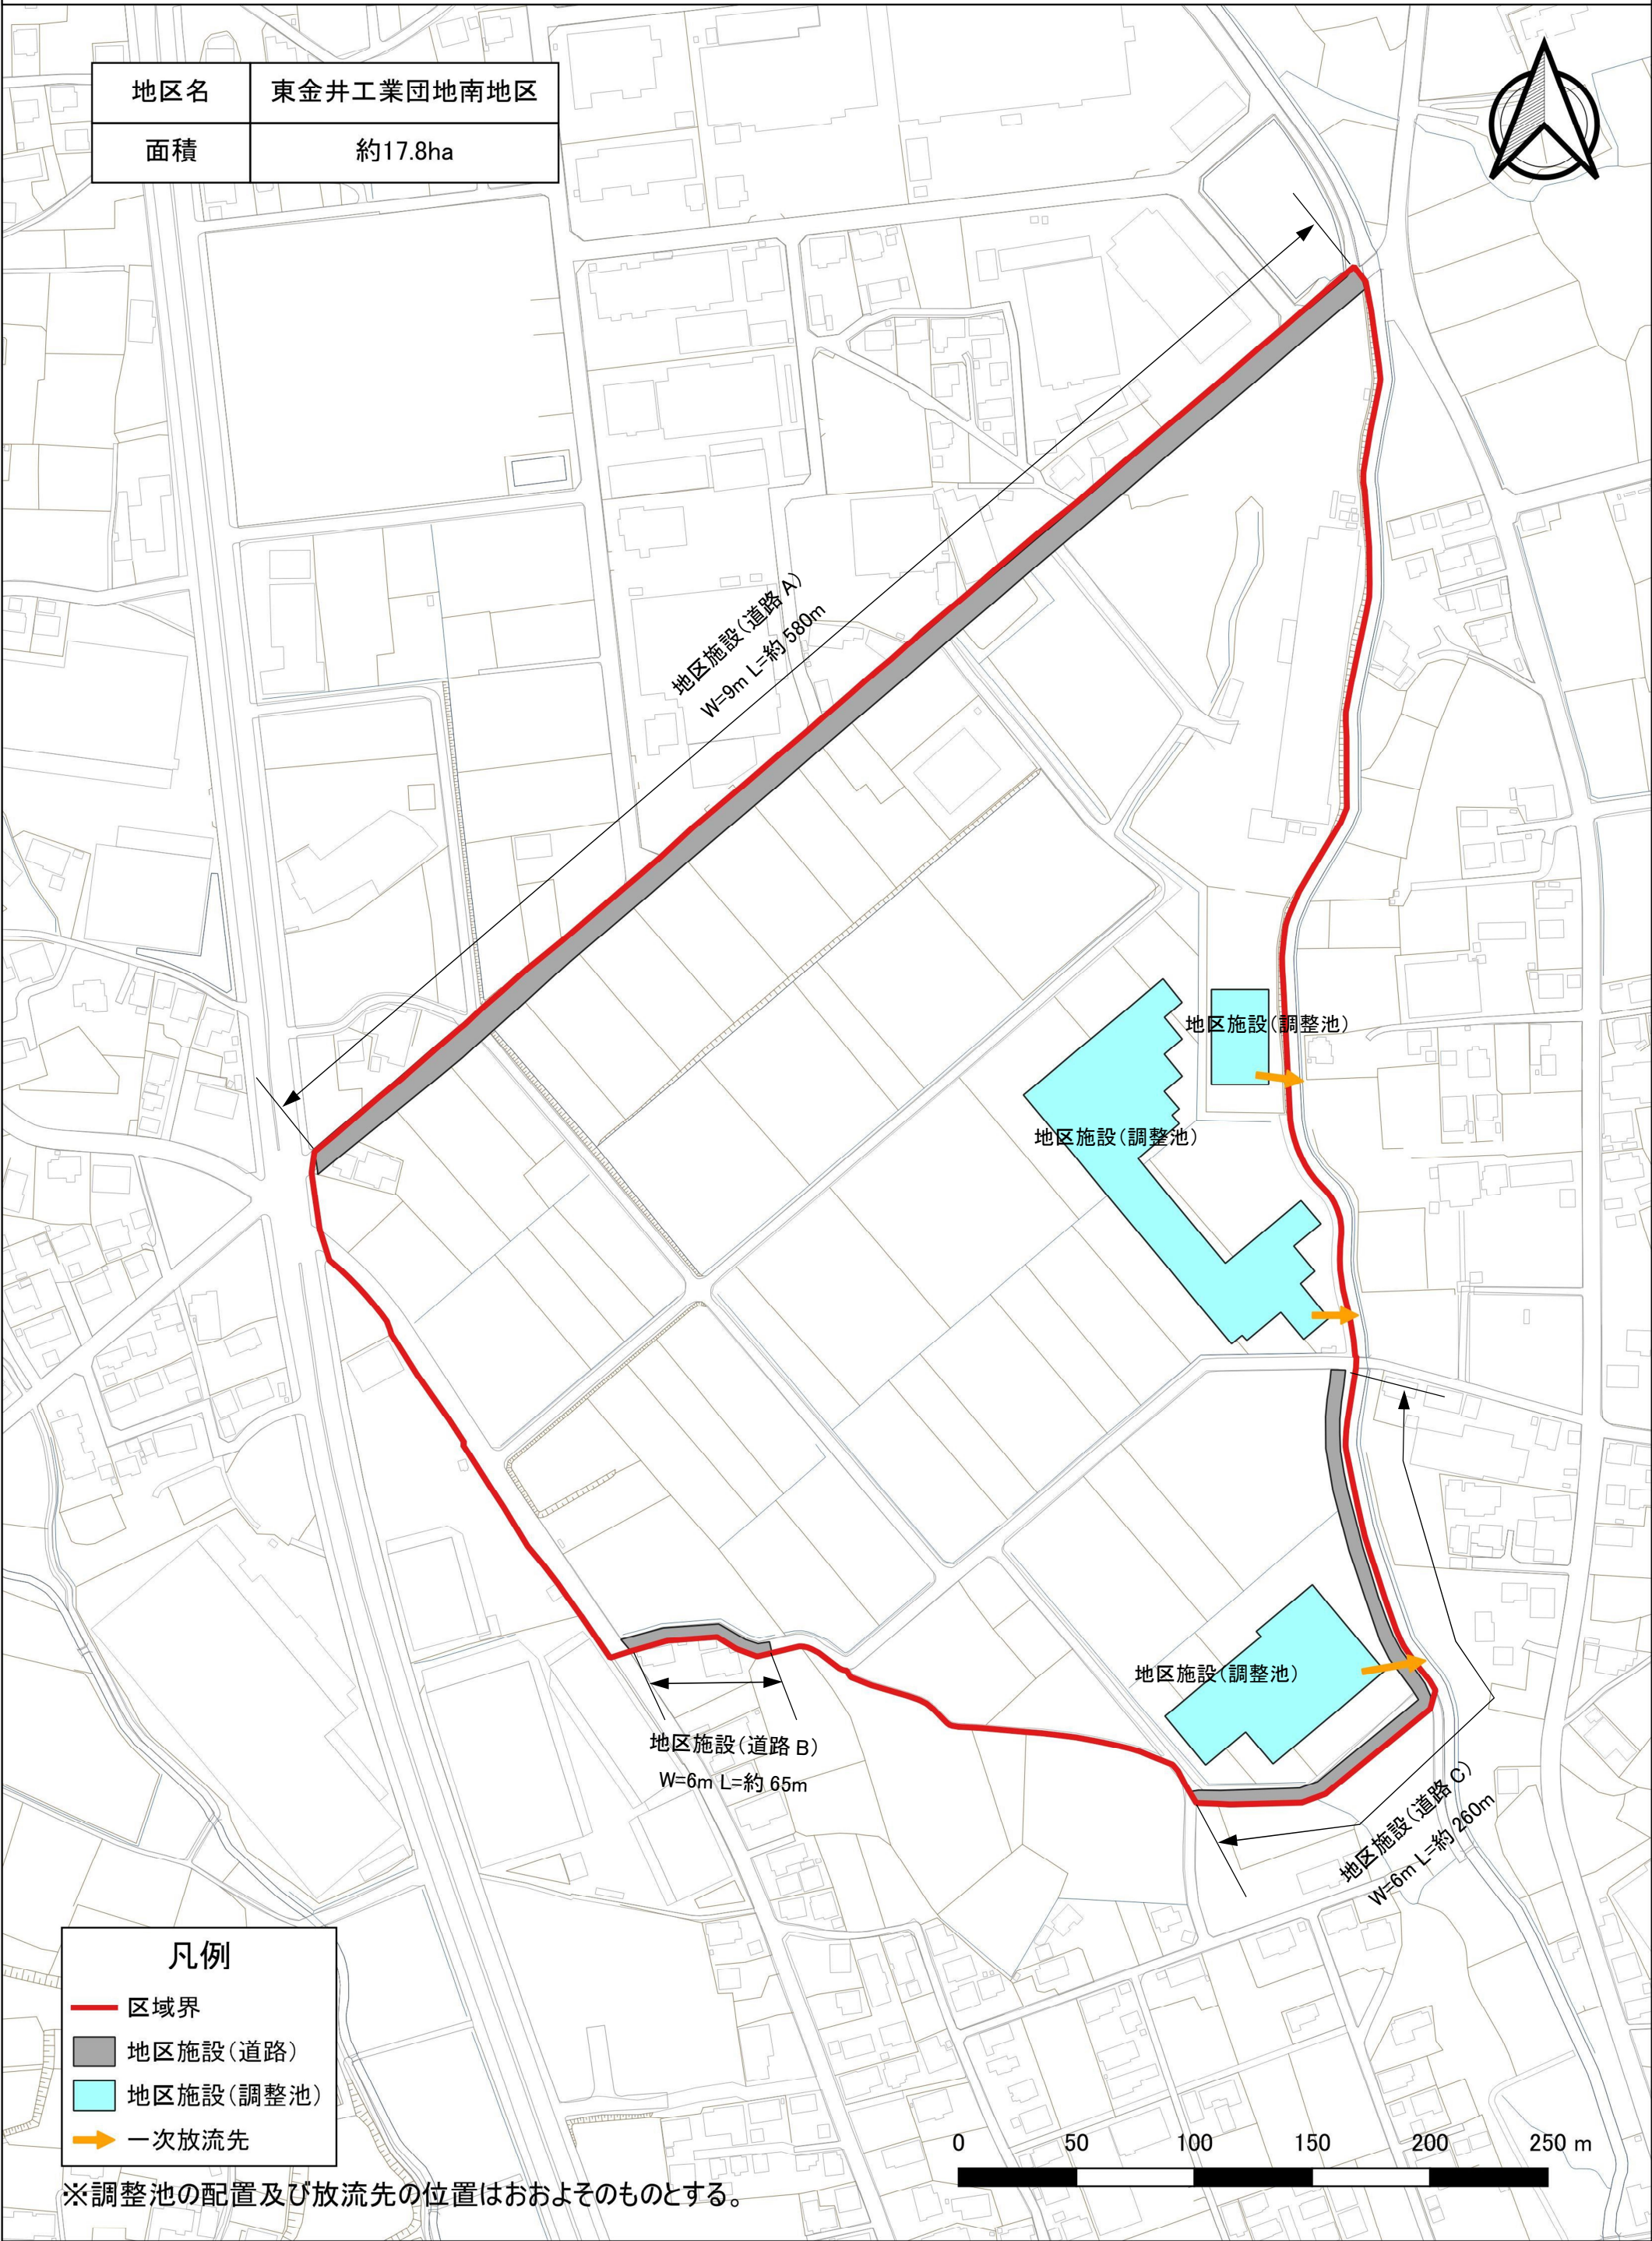 地区名 東金井工業団地南地区
面積 約17.8ha
地区施設(道路 A)
W=9m L=約 580m
地区施設(調整池)
地区施設(調整池)
地区施設(調整池)
地区施設(道路 B)
W=6m L=約 65m
地区施設(道路 C)
W=6m L=約 260m
凡例
区域界
地区施設(道路)
地区施設(調整池)
一次放流先
0 50 100 150 200 250 m
※調整池の配置及び放流先の位置はおおよそのものとする。